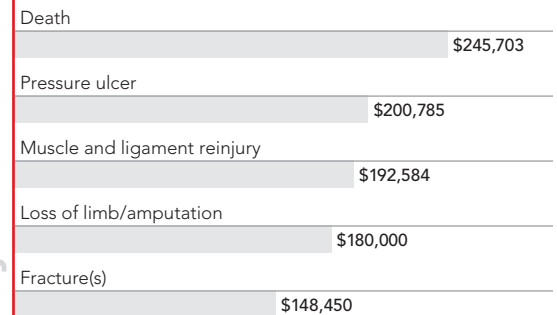 Death
$245,703
Pressure ulcer
$200,785
Muscle and ligament reinjury
$192,584
Loss of limb/amputation
$180,000
Fracture(s)
$148,450